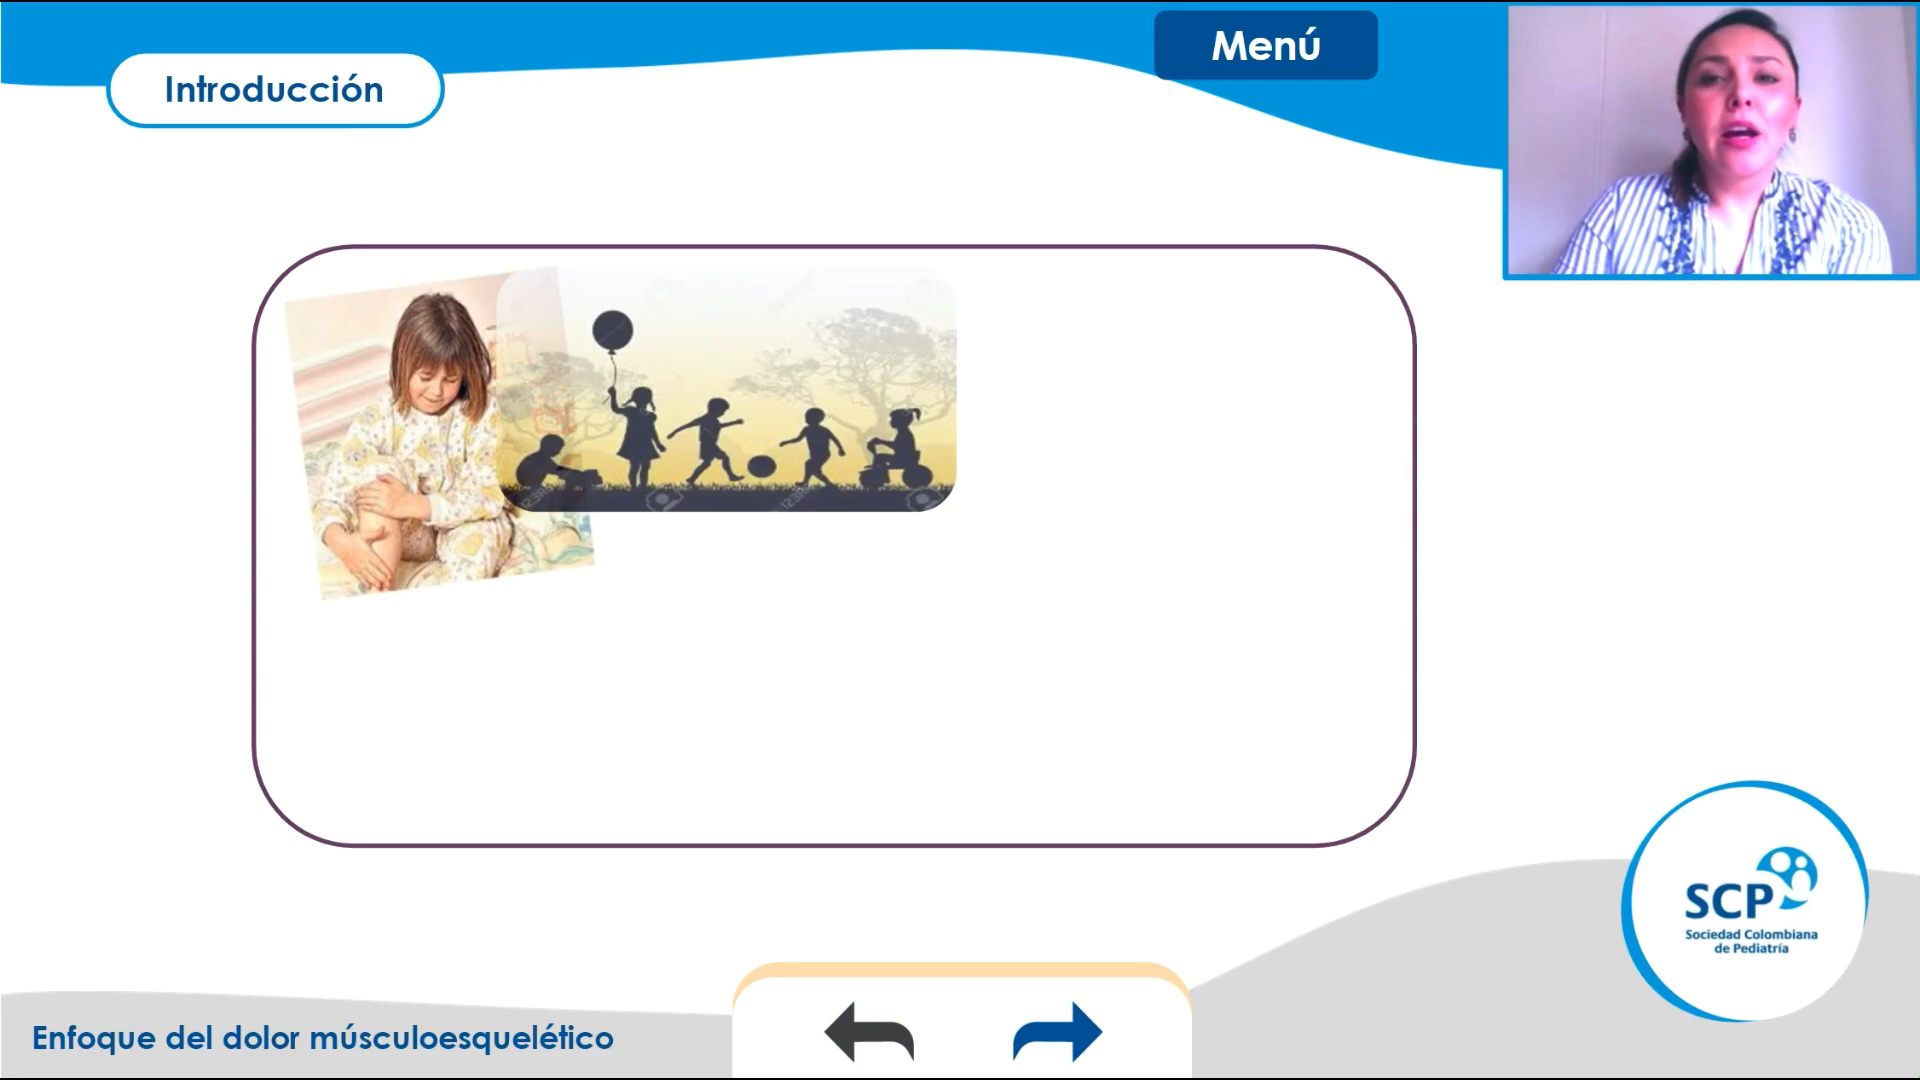 Menú
Introducción
SCP
Sociedad Colombiana
de Pediatría
Enfoque del dolor músculoesquelético